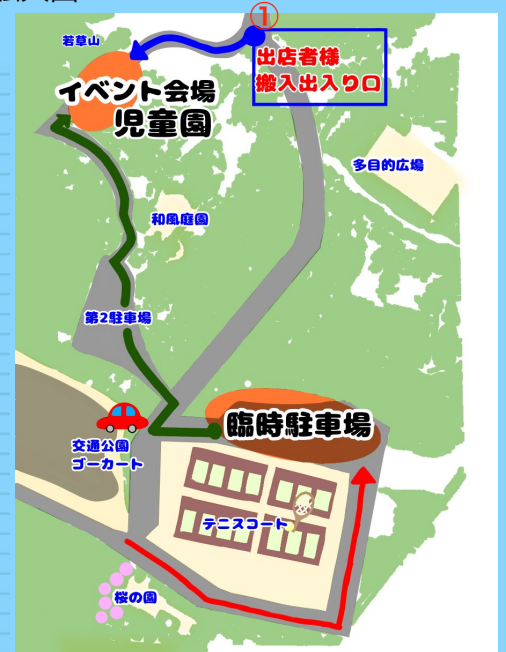 ①
若草山
出店者様
搬入出入り口
イベント会場
児童園
多目的広場
和風庭園
第2駐車場
臨時駐車場
交通公園
ゴーカート
テニスコート
桜の園